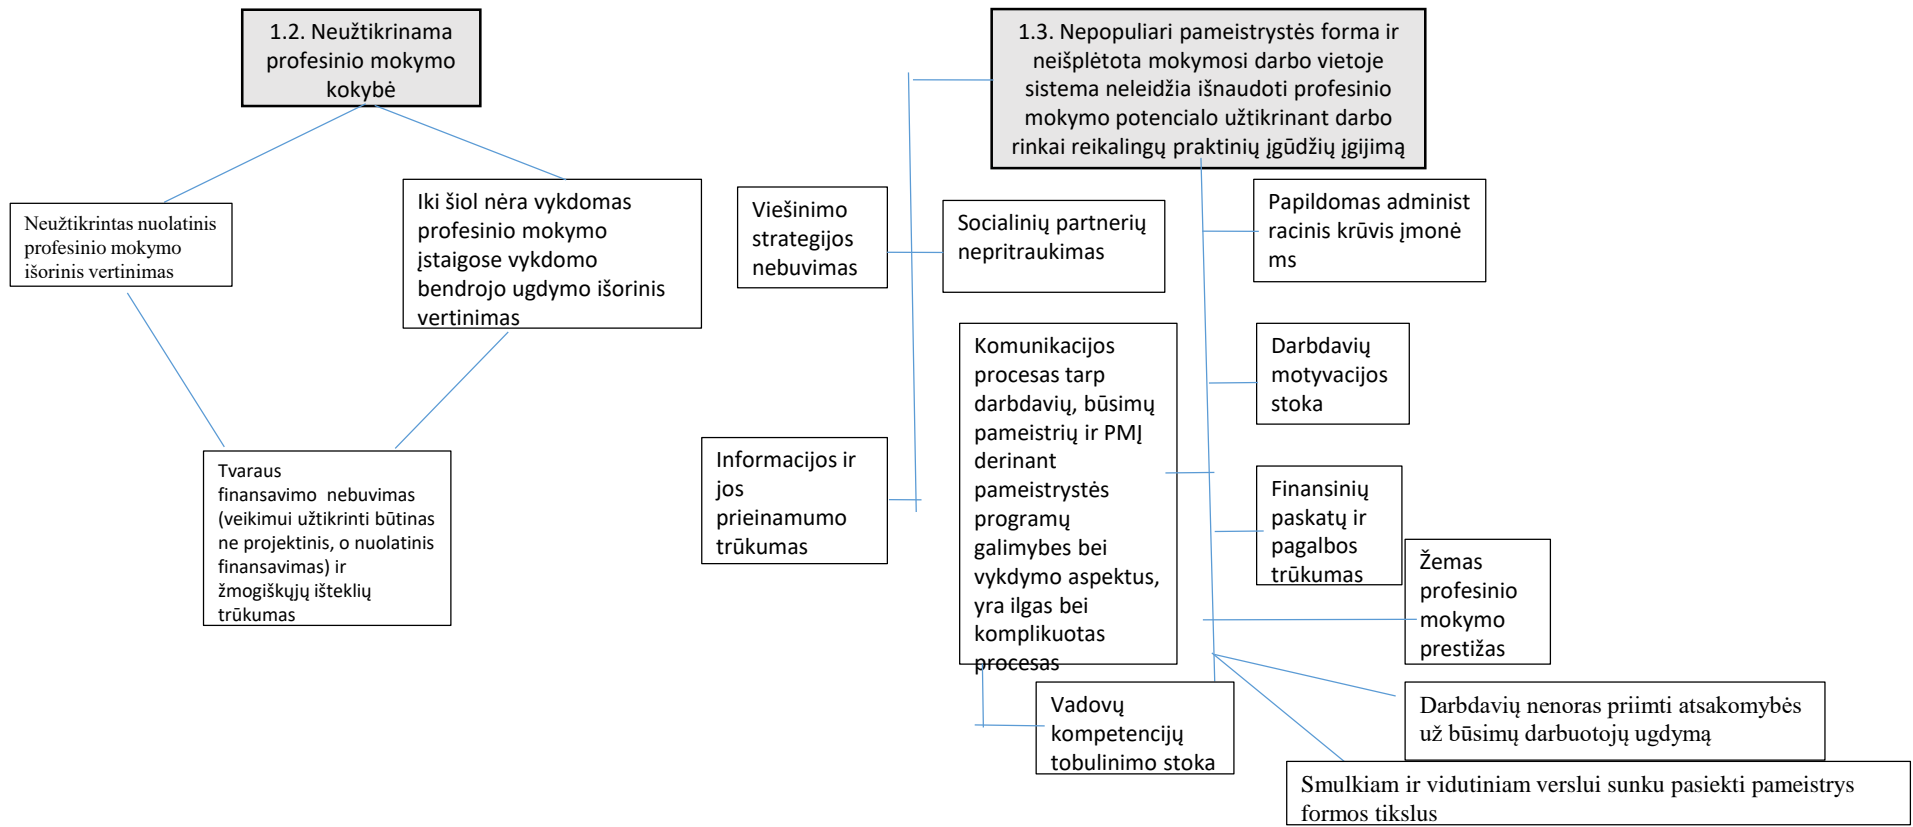 1.2. Neužtikrinama
profesinio mokymo
kokybė
Neužtikrintas nuolatinis
profesinio mokymo
išorinis vertinimas
Iki šiol nėra vykdomas
profesinio mokymo
įstaigose vykdomo
bendrojo ugdymo išorinis
vertinimas
Tvaraus
finansavimo  nebuvimas
(veikimui užtikrinti būtinas
ne projektinis, o nuolatinis
finansavimas) ir
žmogiškųjų išteklių
trūkumas
1.3. Nepopuliari pameistrystės forma ir
neišplėtota mokymosi darbo vietoje
sistema neleidžia išnaudoti profesinio
mokymo potencialo užtikrinant darbo
rinkai reikalingų praktinių įgūdžių įgijimą
Viešinimo
strategijos
nebuvimas
Socialinių partnerių
nepritraukimas
Papildomas administ
racinis krūvis įmonė
ms
Informacijos ir
jos
prieinamumo
trūkumas
Komunikacijos
procesas tarp
darbdavių, būsimų
pameistrių ir PMĮ
derinant
pameistrystės
programų
galimybes bei
vykdymo aspektus,
yra ilgas bei
komplikuotas
procesas
Darbdavių
motyvacijos
stoka
Finansinių
paskatų ir
pagalbos
trūkumas
Žemas
profesinio
mokymo
prestižas
Vadovų
kompetencijų
tobulinimo stoka
Darbdavių nenoras priimti atsakomybės
už būsimų darbuotojų ugdymą
Smulkiam ir vidutiniam verslui sunku pasiekti pameistrys
formos tikslus